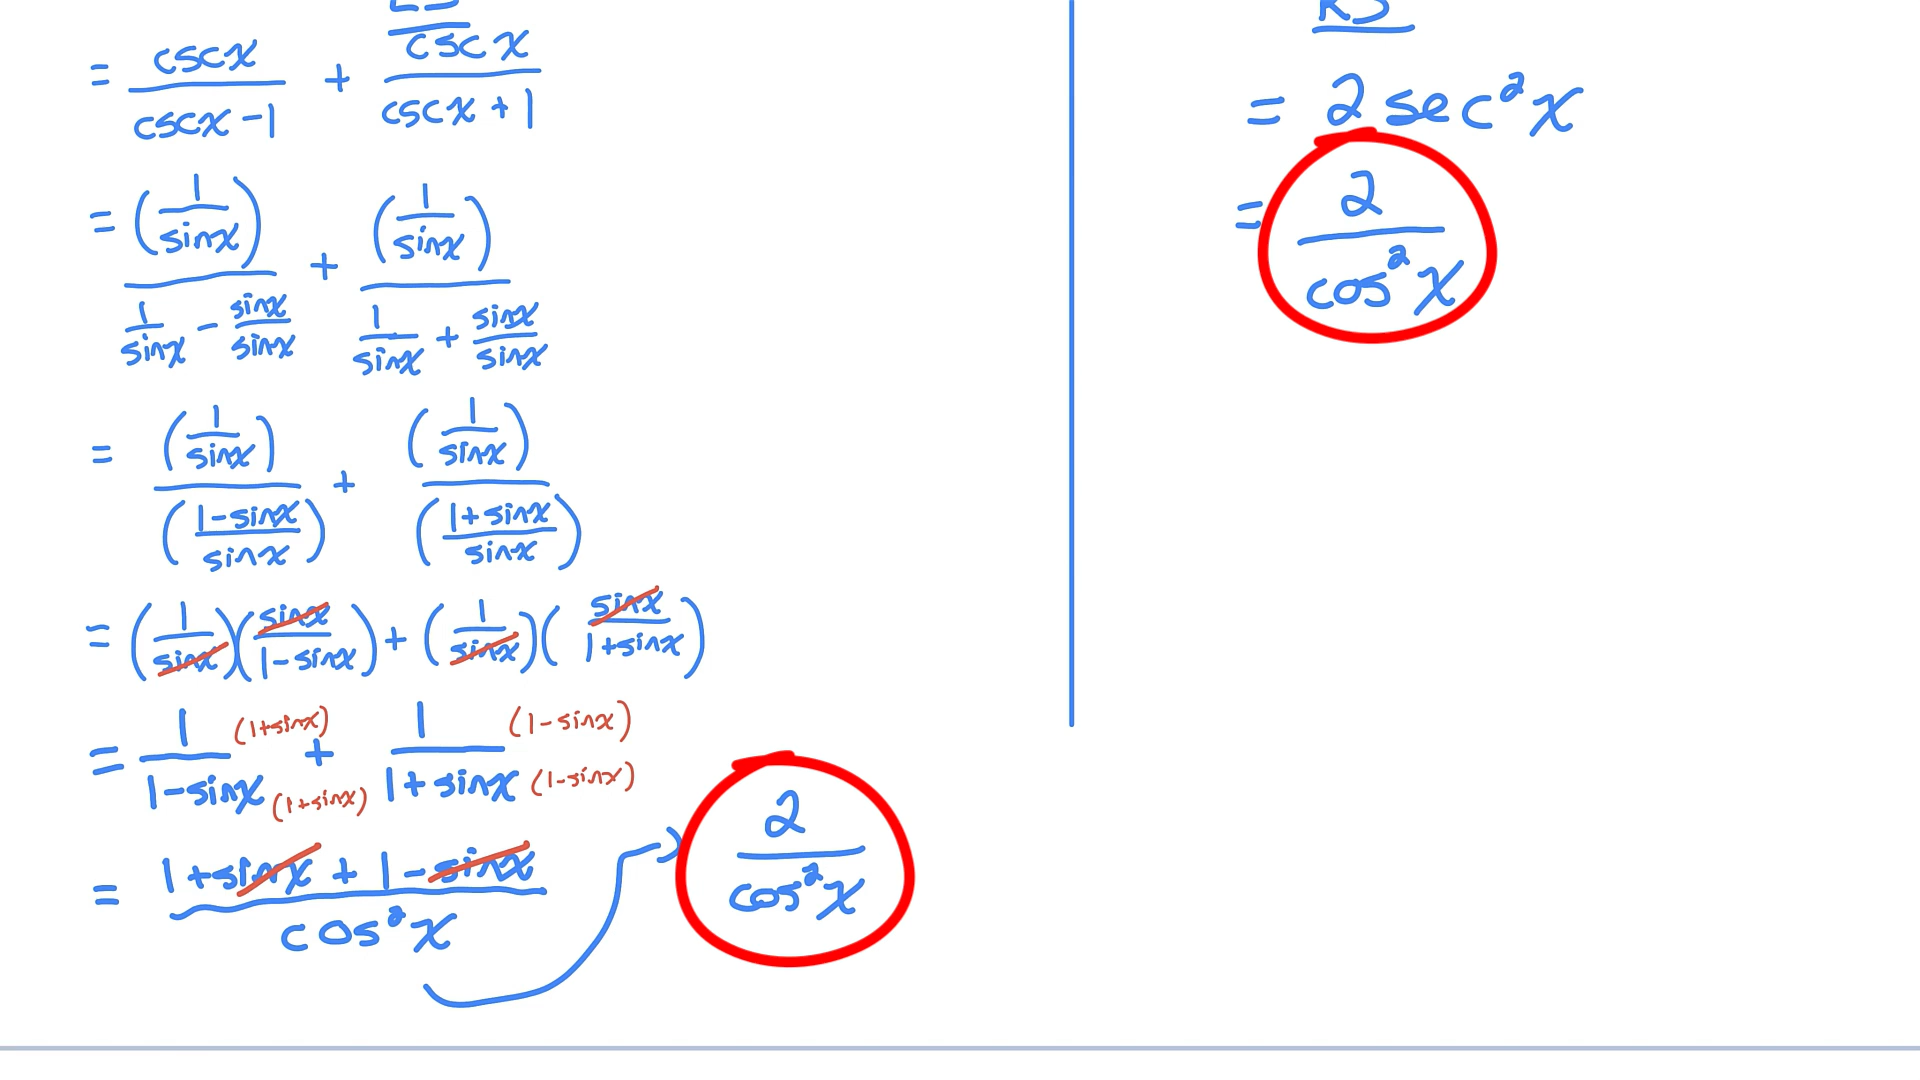 LS
= cscx/(cscx-1) + cscx/(cscx+1)
= (1/sinx)/(1/sinx - sinx/sinx) + (1/sinx)/(1/sinx + sinx/sinx)
= (1/sinx)/((1-sinx)/sinx) + (1/sinx)/((1+sinx)/sinx)
= (1/sinx)(sinx/(1-sinx)) + (1/sinx)(sinx/(1+sinx))
= 1/(1-sinx) (1+sinx)/(1+sinx) + 1/(1+sinx) (1-sinx)/(1-sinx)
= (1+sinx+1-sinx)/cos²x
2/cos²x
RS
= 2sec²x
= 2/cos²x